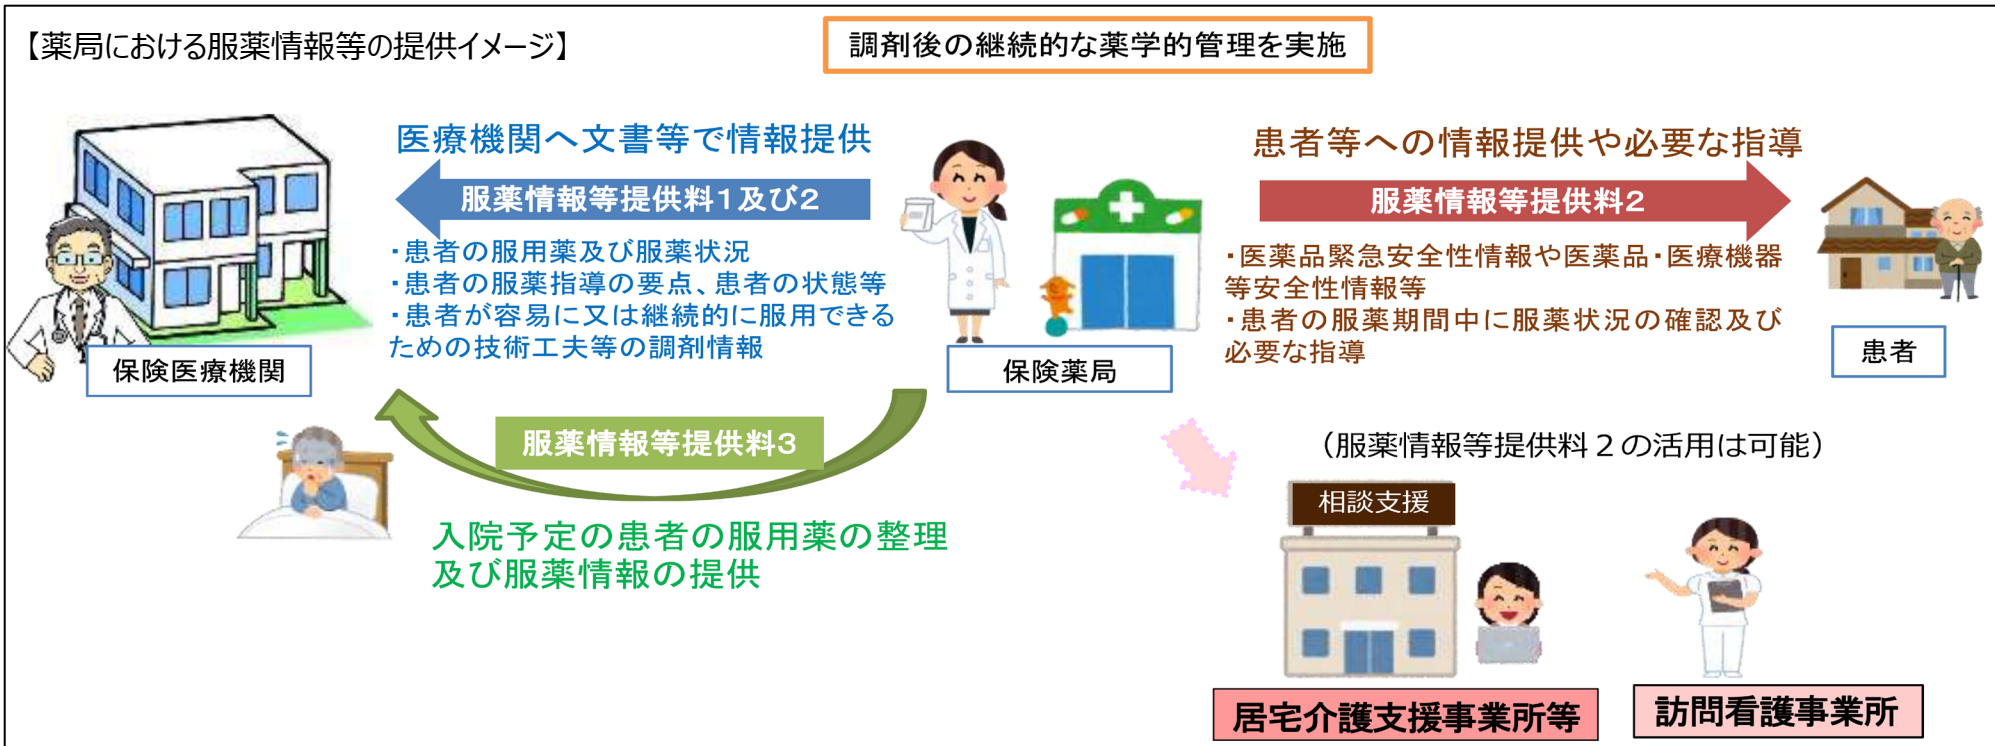 【薬局における服薬情報等の提供イメージ】
調剤後の継続的な薬学的管理を実施
医療機関へ文書等で情報提供
服薬情報等提供料1及び2
・患者の服用薬及び服薬状況
・患者の服薬指導の要点、患者の状態等
・患者が容易に又は継続的に服用できる
ための技術工夫等の調剤情報
保険医療機関
保険薬局
患者等への情報提供や必要な指導
服薬情報等提供料2
・医薬品緊急安全性情報や医薬品・医療機器
等安全性情報等
・患者の服薬期間中に服薬状況の確認及び
必要な指導
患者
服薬情報等提供料3
入院予定の患者の服用薬の整理
及び服薬情報の提供
（服薬情報等提供料２の活用は可能）
相談支援
居宅介護支援事業所等
訪問看護事業所